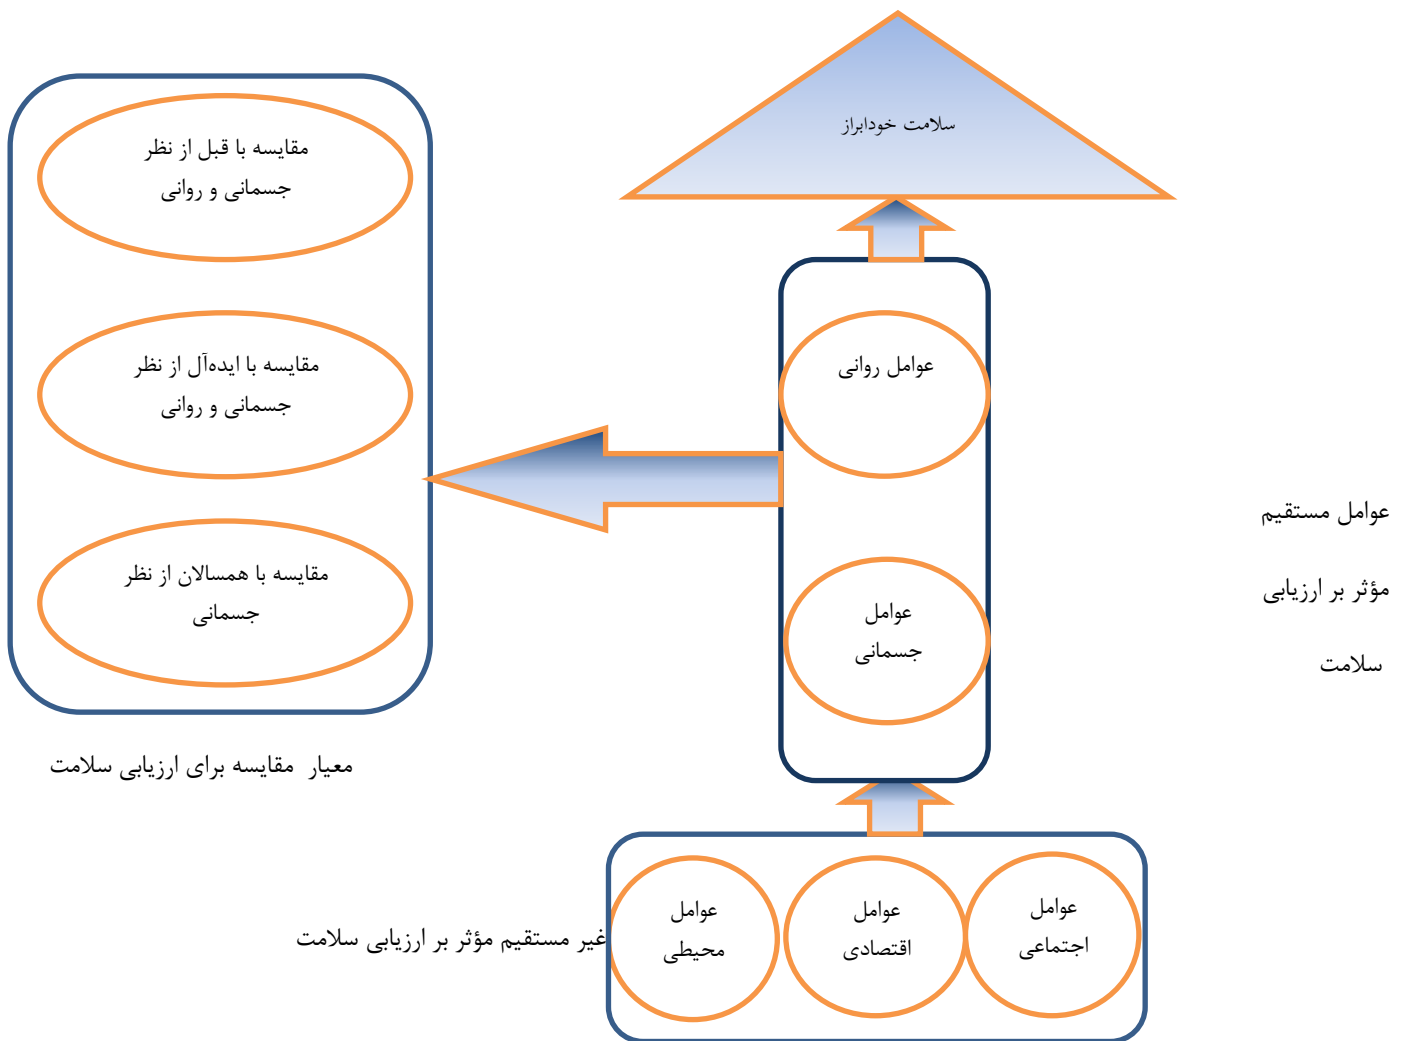 سلامت خودابراز
مقایسه با قبل از نظر
جسمانی و روانی
مقایسه با ایده‌آل از نظر
جسمانی و روانی
مقایسه با همسالان از نظر
جسمانی
معیار مقایسه برای ارزیابی سلامت
عوامل روانی
عوامل
جسمانی
عوامل مستقیم
مؤثر بر ارزیابی
سلامت
عوامل
اجتماعی
عوامل
اقتصادی
عوامل
محیطی
غیر مستقیم مؤثر بر ارزیابی سلامت